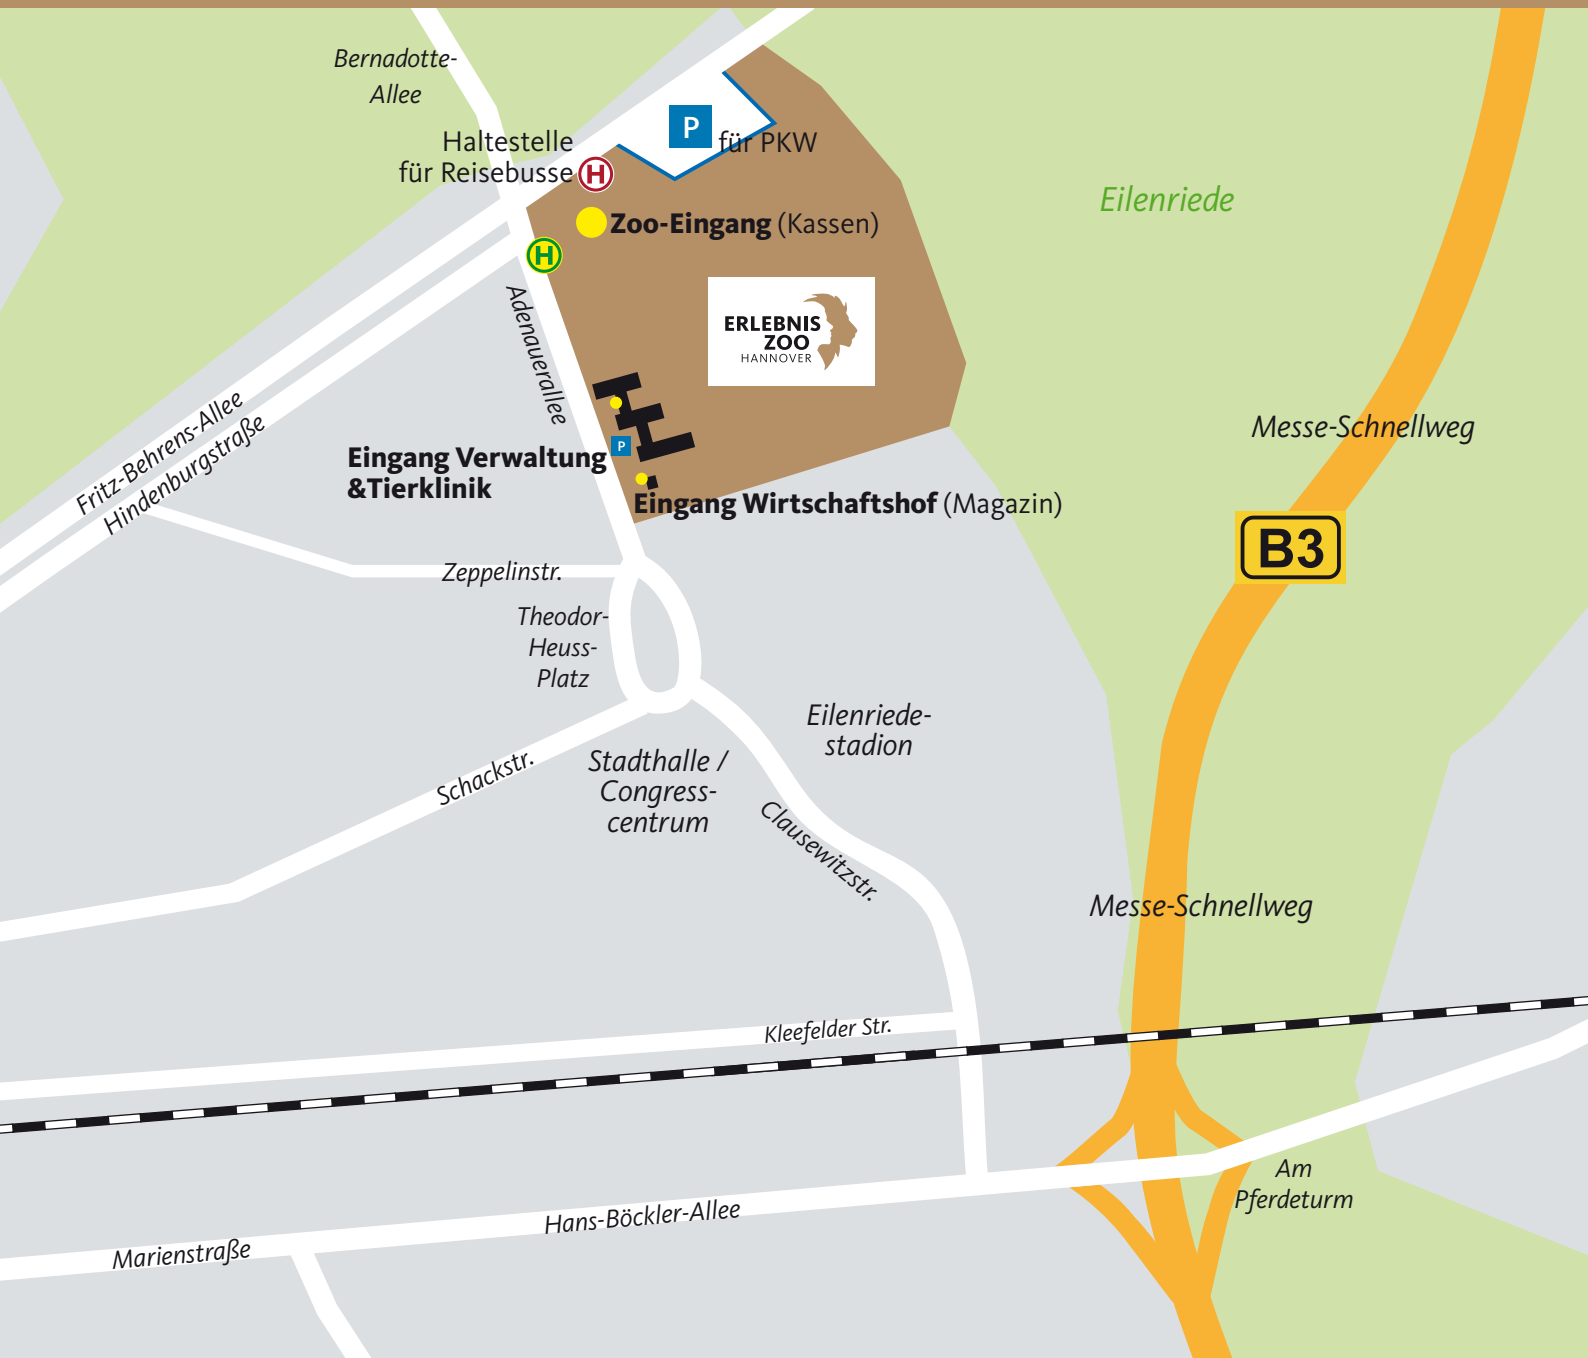 Bernadotte-
Allee
Haltestelle
für Reisebusse
H
P
für PKW
Zoo-Eingang (Kassen)
H
Eilenriede
Adenauerallee
ERLEBNIS
ZOO
HANNOVER
Fritz-Behrens-Allee
Hindenburgstraße
Messe-Schnellweg
P
Eingang Verwaltung
&Tierklinik
Eingang Wirtschaftshof (Magazin)
B3
Zeppelinstr.
Theodor-
Heuss-
Platz
Eilenriede-
stadion
Schackstr.
Stadthalle /
Congress-
centrum
Clausewitzstr.
Messe-Schnellweg
Kleefelder Str.
Am
Pferdeturm
Hans-Böckler-Allee
Marienstraße